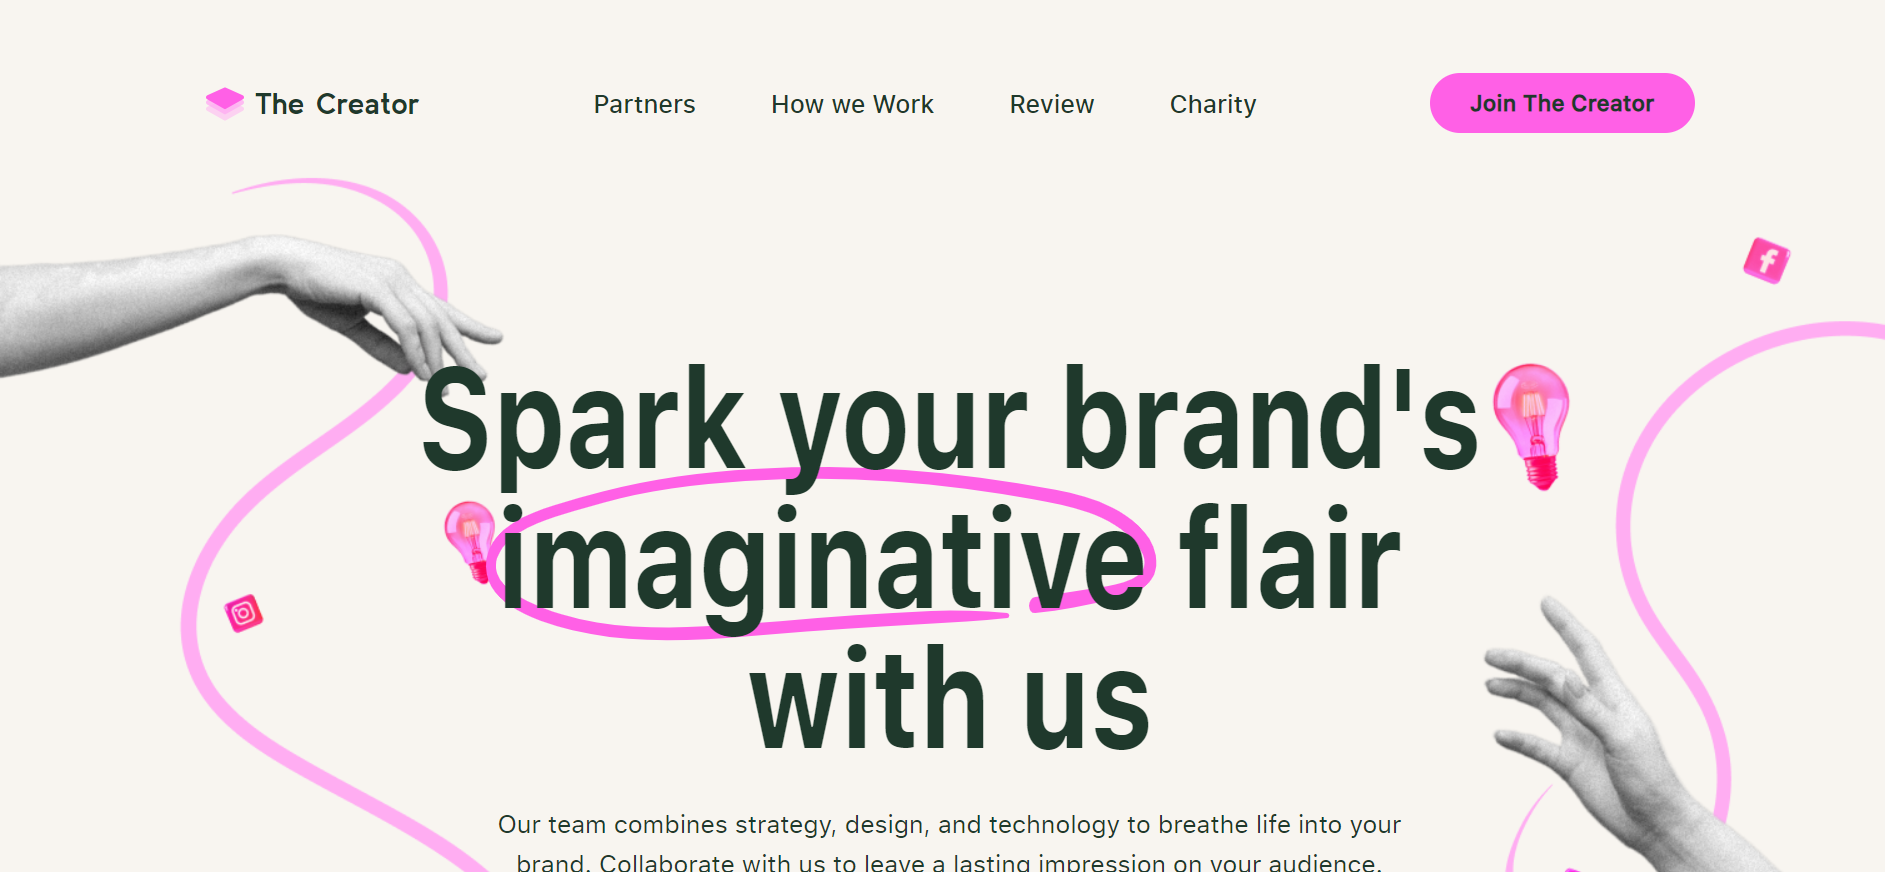 The Creator
Partners
How we Work
Review
Charity
Join The Creator
Spark your brand's
imaginative flair
with us
Our team combines strategy, design, and technology to breathe life into your
brand. Collaborate with us to leave a lasting impression on your audience.